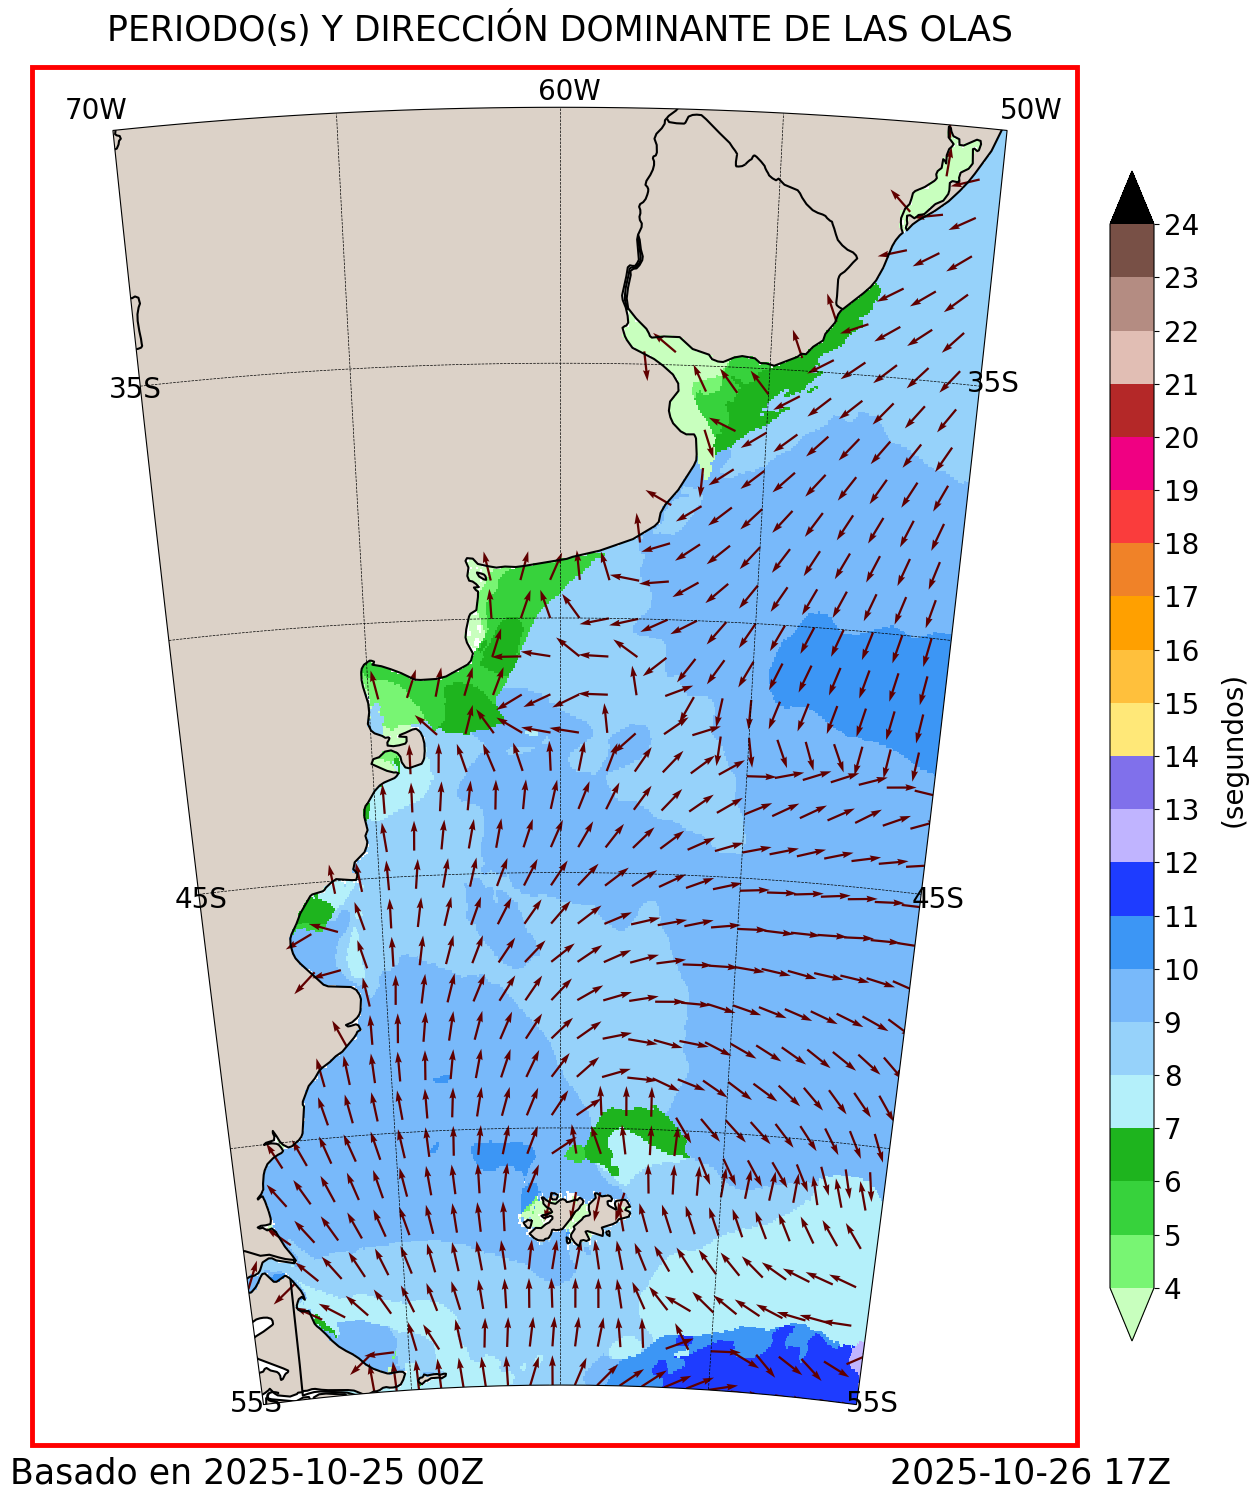 PERIODO(s) Y DIRECCIÓN DOMINANTE DE LAS OLAS
70W
60W
50W
35S
35S
45S
45S
55S
55S
24
23
22
21
20
19
18
17
16
15
14
13
12
11
10
9
8
7
6
5
4
(segundos)
Basado en 2025-10-25 00Z
2025-10-26 17Z